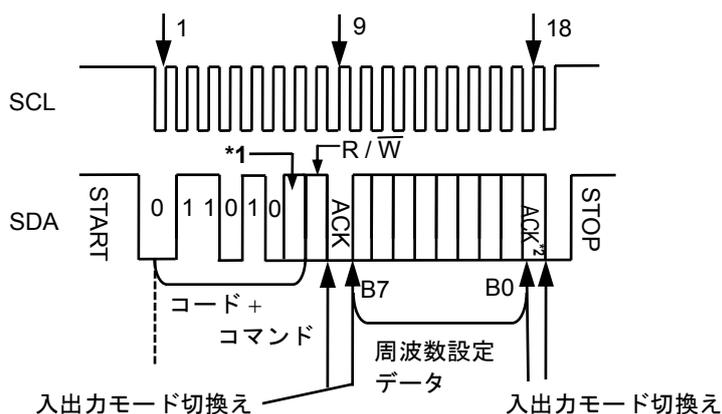 1 9 18
SCL
*1 R / W
SDA START 0 1 1 0 1 0 ACK ACK*2 STOP
B7 B0
コード +
コマンド
周波数設定
データ
入出力モード切換え 入出力モード切換え